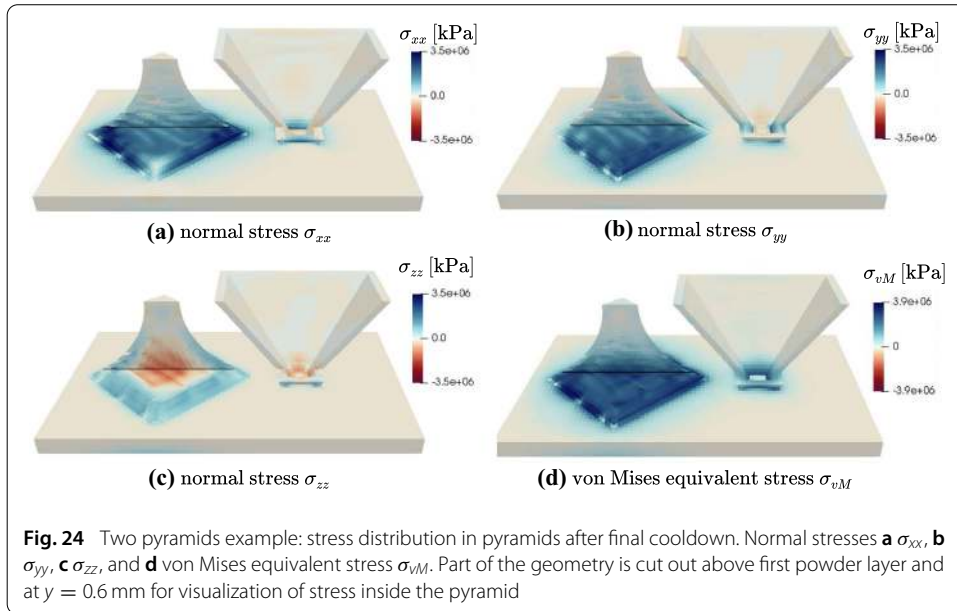 σxx [kPa]
3.5e+06
0.0
-3.5e+06
(a) normal stress σxx
σyy [kPa]
3.5e+06
0.0
-3.5e+06
(b) normal stress σyy
σzz [kPa]
3.5e+06
0.0
-3.5e+06
(c) normal stress σzz
σvM [kPa]
3.9e+06
0
-3.9e+06
(d) von Mises equivalent stress σvM
Fig. 24 Two pyramids example: stress distribution in pyramids after final cooldown. Normal stresses a σxx, b
σyy, c σzz, and d von Mises equivalent stress σvM. Part of the geometry is cut out above first powder layer and
at y = 0.6 mm for visualization of stress inside the pyramid